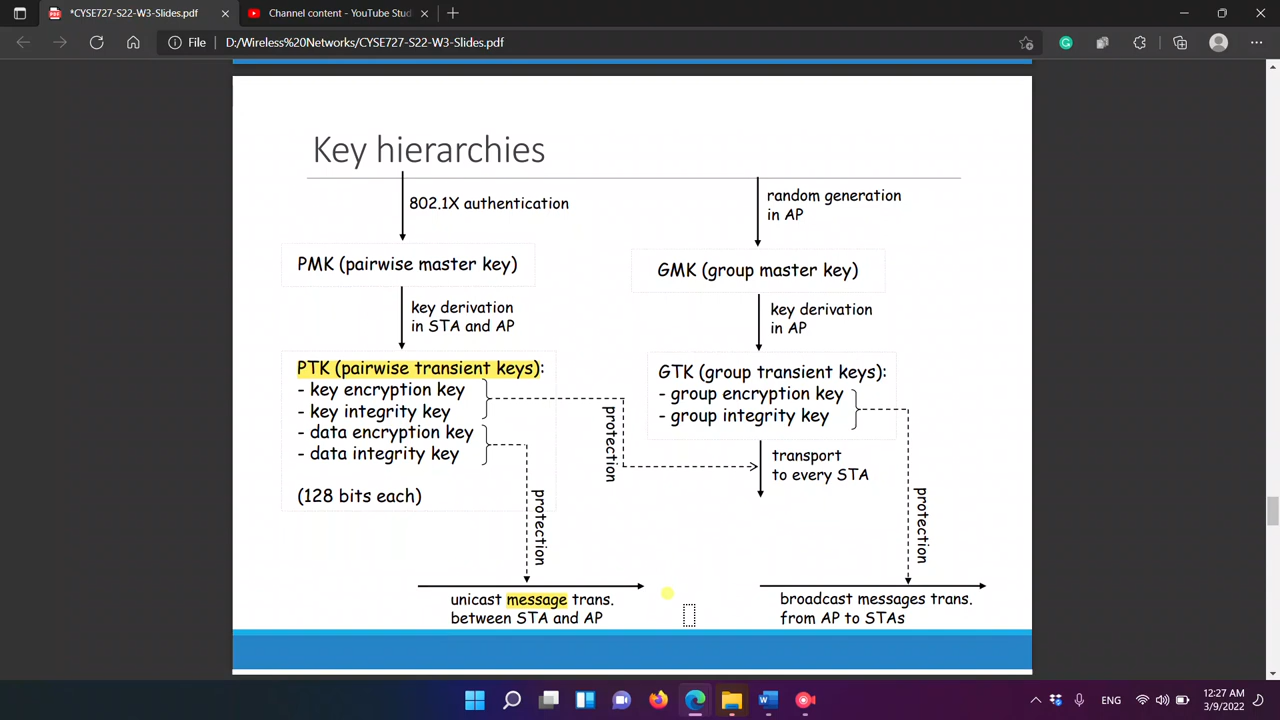 *CYSE727-S22-W3-Slides.pdf
Channel content - YouTube Stud
File
D:/Wireless%20Networks/CYSE727-S22-W3-Slides.pdf
Key hierarchies
802.1X authentication
PMK (pairwise master key)
key derivation
in STA and AP
PTK (pairwise transient keys):
- key encryption key
- key integrity key
- data encryption key
- data integrity key
(128 bits each)
protection
protection
unicast message trans.
between STA and AP
random generation
in AP
GMK (group master key)
key derivation
in AP
GTK (group transient keys):
- group encryption key
- group integrity key
transport
to every STA
protection
broadcast messages trans.
from AP to STAs
ENG
12:27 AM
3/9/2022